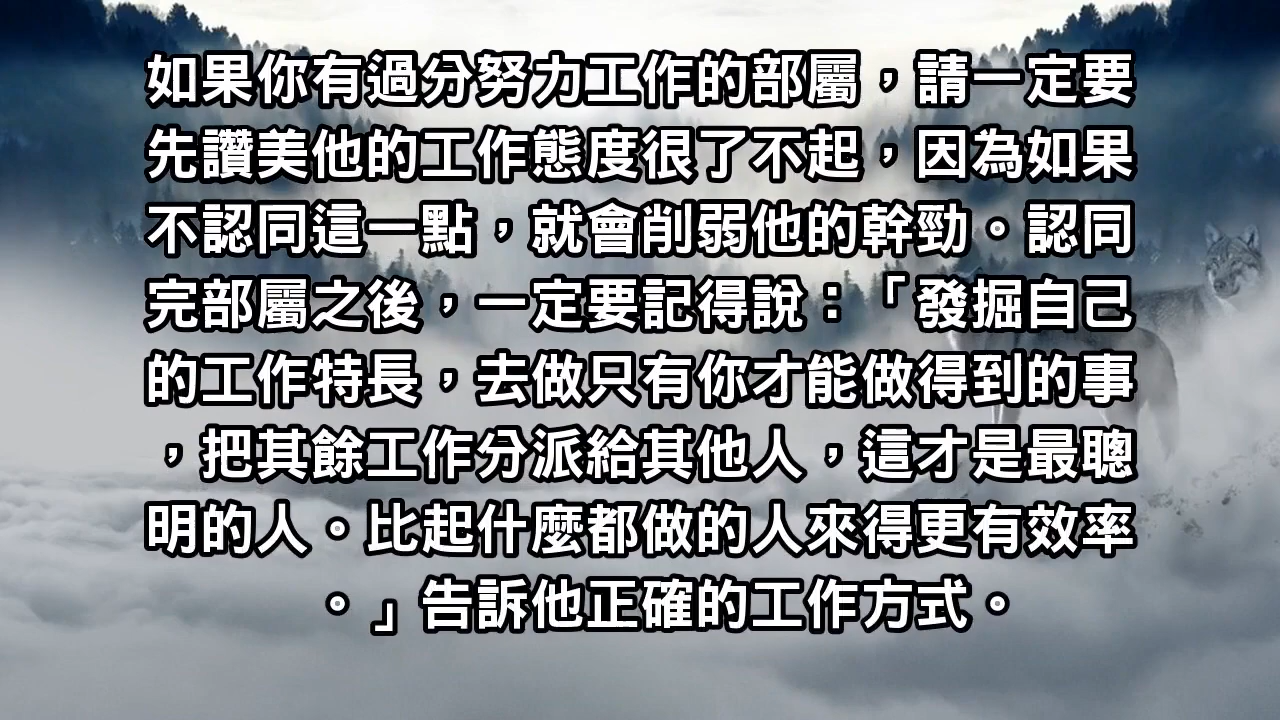 如果你有過分努力工作的部屬，請一定要
先讚美他的工作態度很了不起，因為如果
不認同這一點，就會削弱他的幹勁。認同
完部屬之後，一定要記得說：「發掘自己
的工作特長，去做只有你才能做得到的事
，把其餘工作分派給其他人，這才是最聰
明的人。比起什麼都做的人來得更有效率
。」告訴他正確的工作方式。